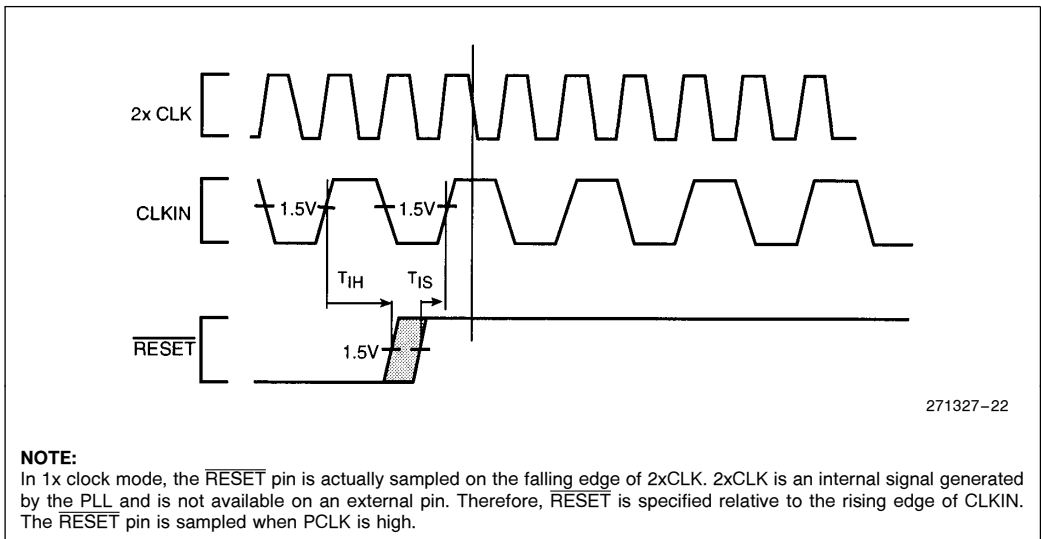 2x CLK
CLKIN
1.5V
1.5V
TIH
TIS
RESET
1.5V
271327–22
NOTE:
In 1x clock mode, the RESET pin is actually sampled on the falling edge of 2xCLK. 2xCLK is an internal signal generated
by the PLL and is not available on an external pin. Therefore, RESET is specified relative to the rising edge of CLKIN.
The RESET pin is sampled when PCLK is high.